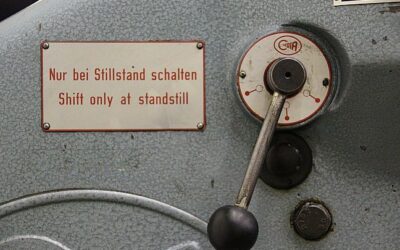 Nur bei Stillstand schalten
Shift only at standstill